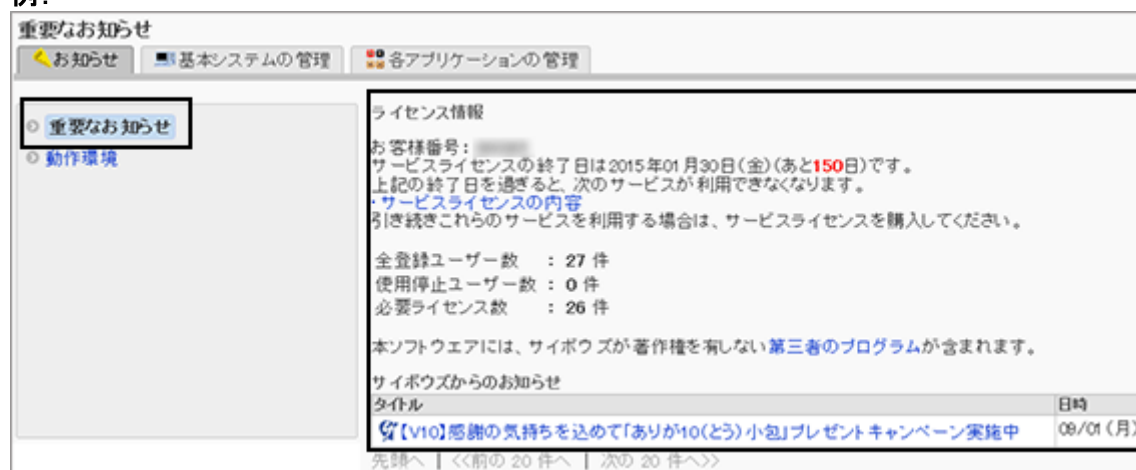 例:
重要なお知らせ
お知らせ 基本システムの管理 各アプリケーションの管理
重要なお知らせ
動作環境
ライセンス情報
お客様番号:
サービスライセンスの終了日は2015年01月30日(金)(あと150日)です。
上記の終了日を過ぎると、次のサービスが利用できなくなります。
・サービスライセンスの内容
引き続きこれらのサービスを利用する場合は、サービスライセンスを購入してください。
全登録ユーザー数 : 27 件
使用停止ユーザー数 : 0 件
必要ライセンス数 : 26 件
本ソフトウエアには、サイボウズが著作権を有しない第三者のプログラムが含まれます。
サイボウズからのお知らせ
タイトル 日時
【V10】感謝の気持ちを込めて「ありが10(とう)小包」プレゼントキャンペーン実施中 09/01(月)
先頭へ | <<前の 20 件へ | 次の 20 件へ>>